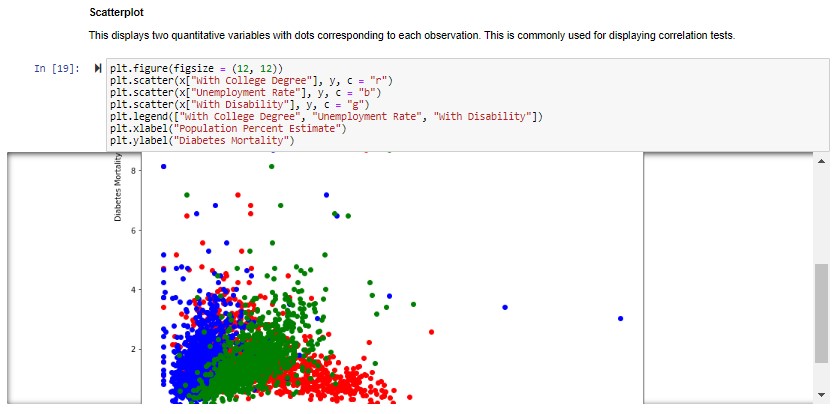 Scatterplot
This displays two quantitative variables with dots corresponding to each observation. This is commonly used for displaying correlation tests.
In [19]:
plt.figure(figsize = (12, 12))
plt.scatter(x["With College Degree"], y, c = "r")
plt.scatter(x["Unemployment Rate"], y, c = "b")
plt.scatter(x["With Disability"], y, c = "g")
plt.legend(["With College Degree", "Unemployment Rate", "With Disability"])
plt.xlabel("Population Percent Estimate")
plt.ylabel("Diabetes Mortality")
Diabetes Mortality
8
6
4
2